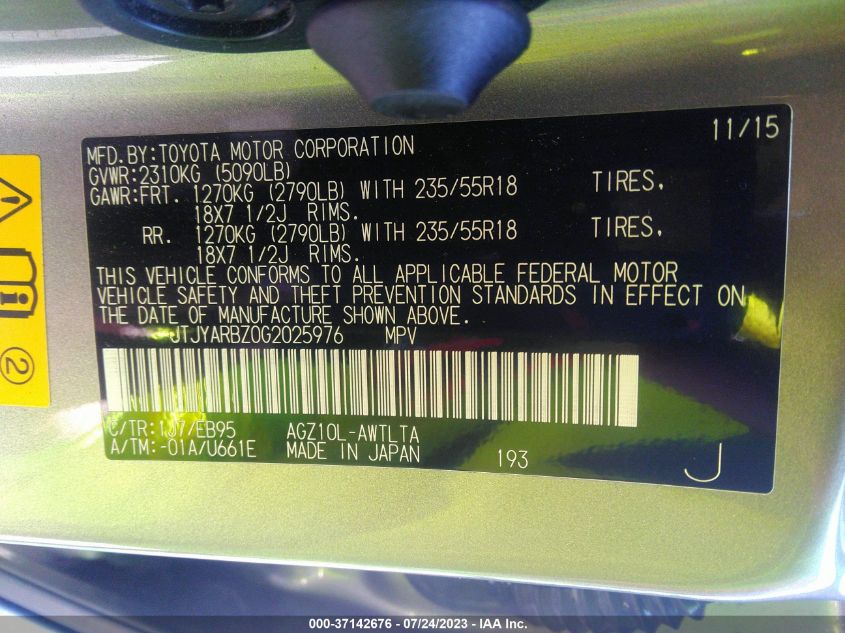 11/15
MFD.BY:TOYOTA MOTOR CORPORATION
GVWR:2310KG (5090LB)
GAWR:FRT. 1270KG (2790LB) WITH 235/55R18 TIRES,
18X7 1/2J RIMS.
RR. 1270KG (2790LB) WITH 235/55R18 TIRES,
18X7 1/2J RIMS.
THIS VEHICLE CONFORMS TO ALL APPLICABLE FEDERAL MOTOR
VEHICLE SAFETY AND THEFT PREVENTION STANDARDS IN EFFECT ON
THE DATE OF MANUFACTURE SHOWN ABOVE.
JTJYARBZ0G2025976 MPV
C/TR:1J7/EB95 AGZ10L-AWTLTA
A/TM:-01A/U661E MADE IN JAPAN 193 J
2
000-37142676 - 07/24/2023 - IAA Inc.